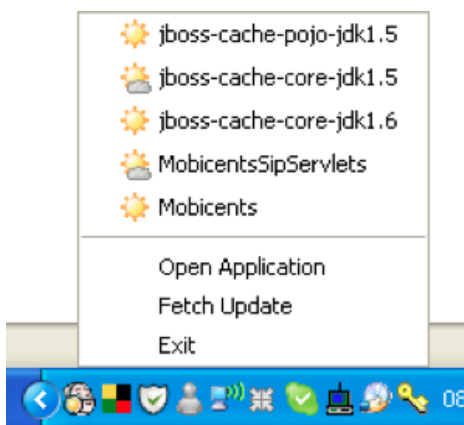 jboss-cache-pojo-jdk1.5
jboss-cache-core-jdk1.5
jboss-cache-core-jdk1.6
MobicentsSipServlets
Mobicents
Open Application
Fetch Update
Exit
08